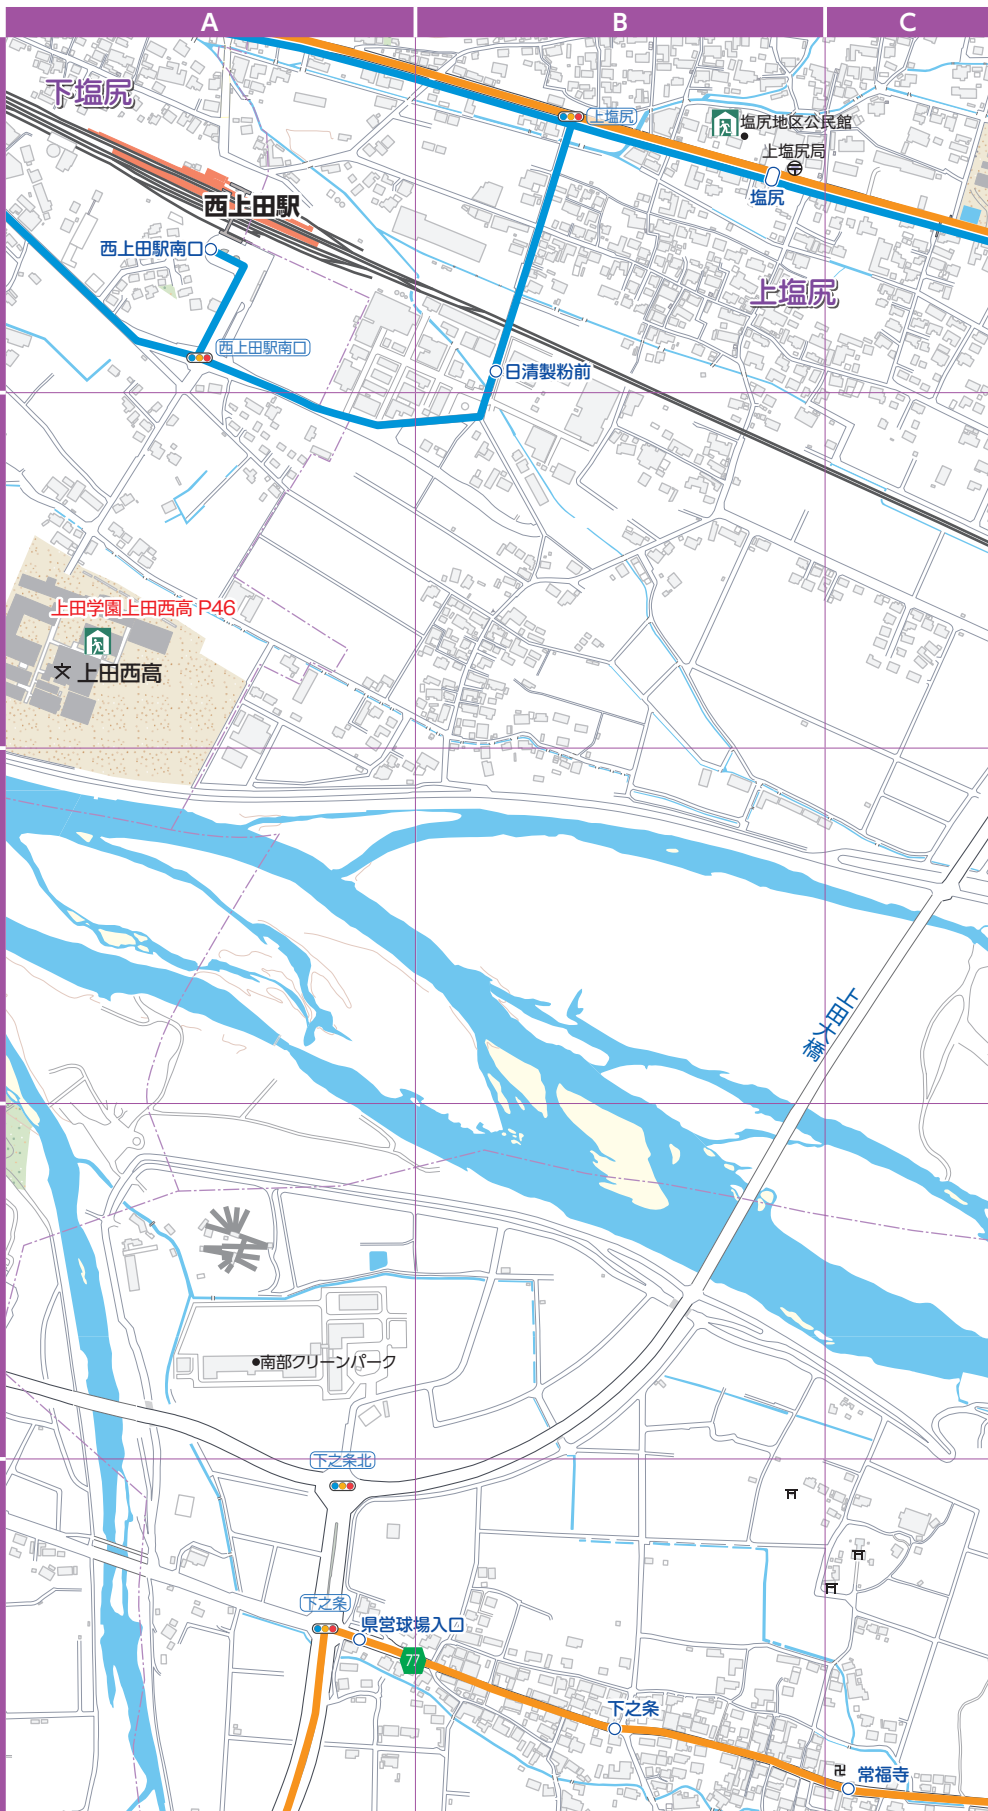 A
B
C
下塩尻
上塩尻
塩尻地区公民館
上塩尻局
塩尻
西上田駅
西上田駅南口
上塩尻
西上田駅南口
日清製粉前
上田学園上田西高 P46
文 上田西高
上田大橋
南部クリーンパーク
下之条北
下之条
県営球場入口
77
下之条
常福寺